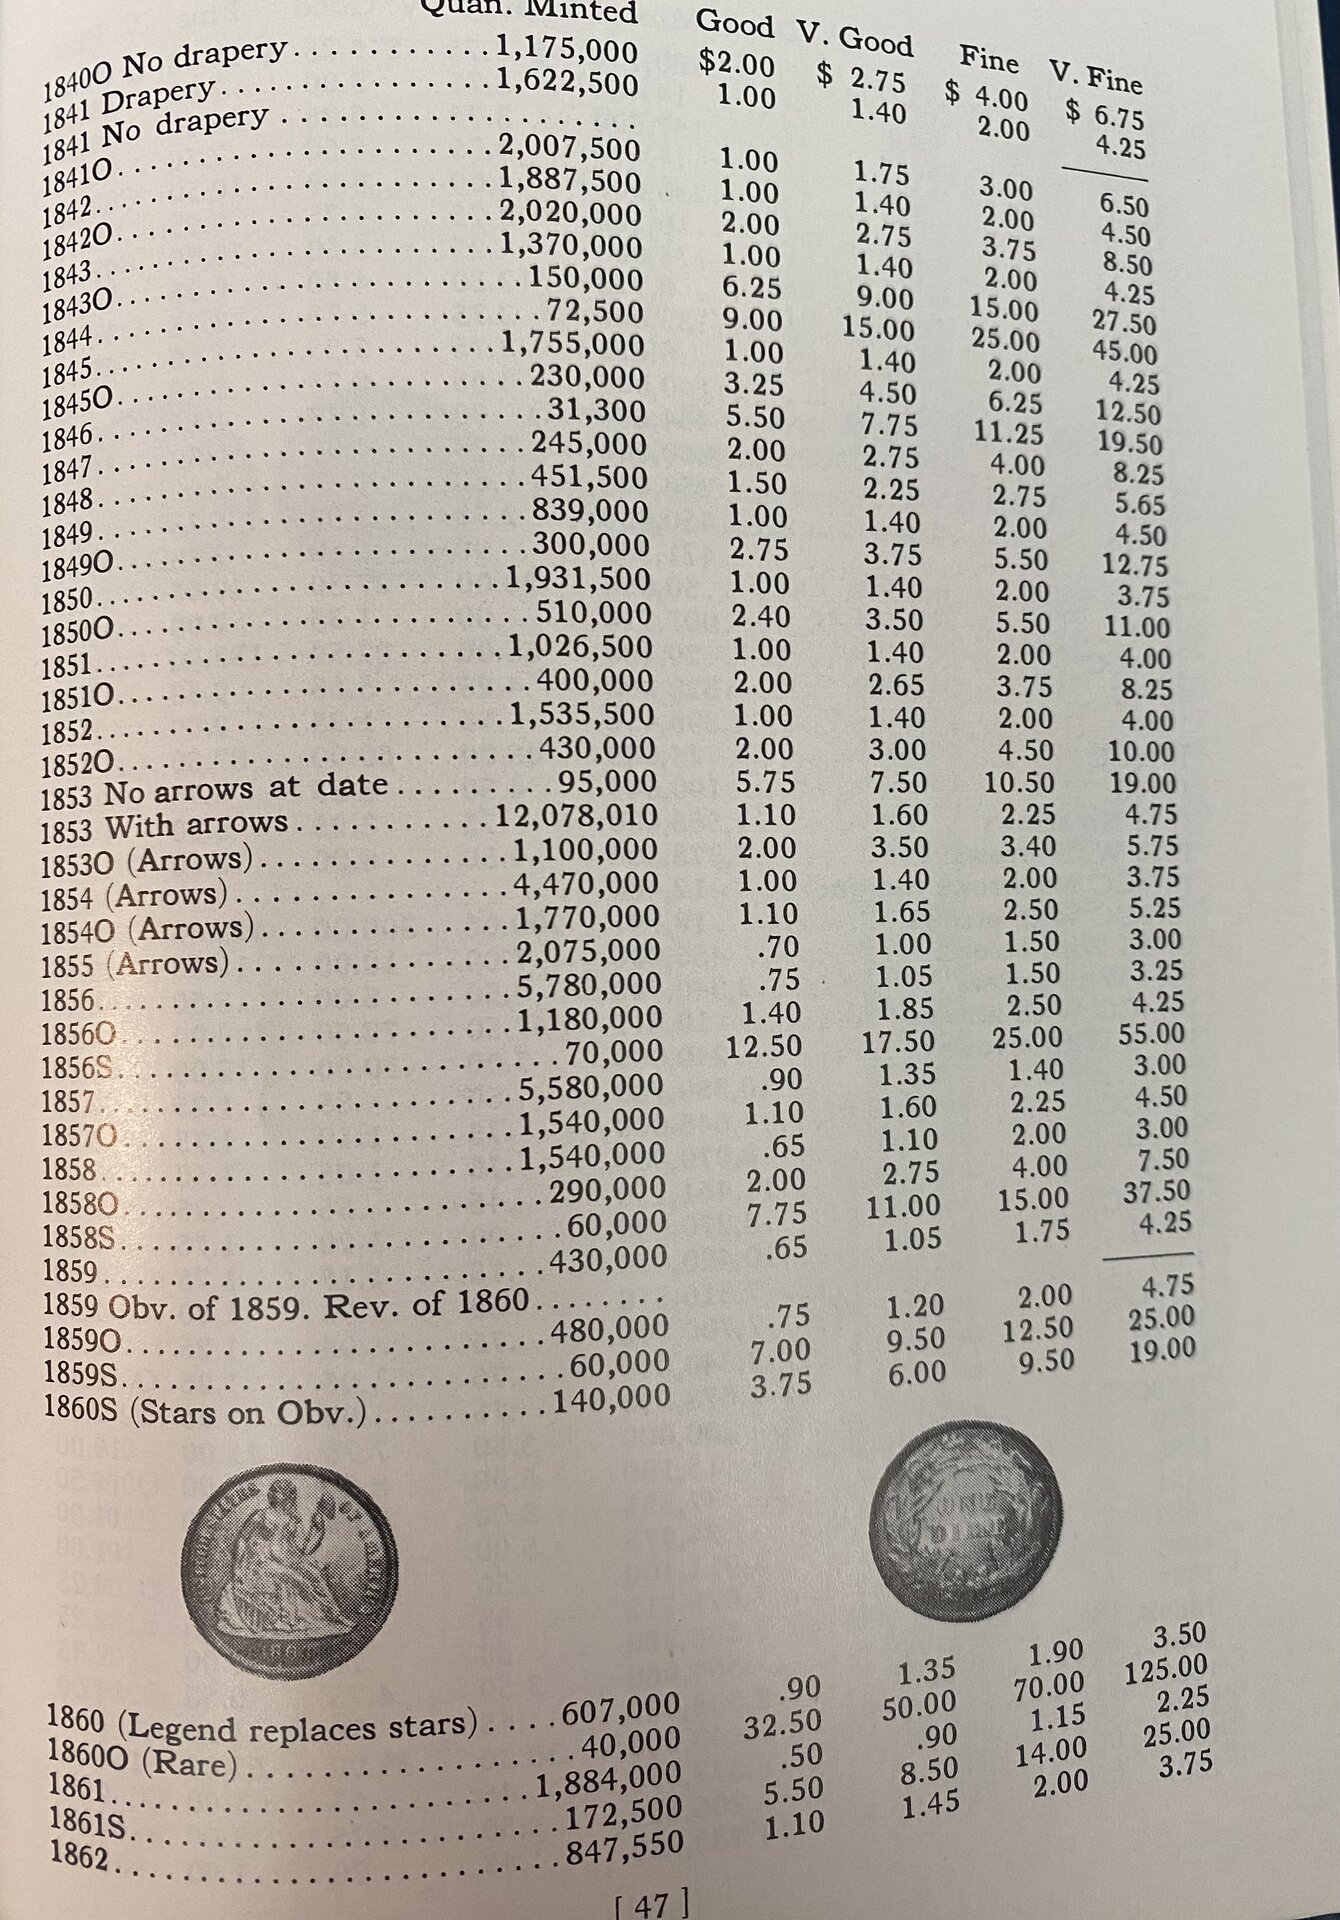 Quan. Minted Good V. Good Fine V. Fine
1840O No drapery.......... 1,175,000 $2.00 $ 2.75 $ 4.00 $ 6.75
1841 Drapery............... 1,622,500 1.00 1.40 2.00 4.25
1841 No drapery .................... ———
1841O...................... 2,007,500 1.00 1.75 3.00 6.50
1842....................... 1,887,500 1.00 1.40 2.00 4.50
1842O...................... 2,020,000 2.00 2.75 3.75 8.50
1843....................... 1,370,000 1.00 1.40 2.00 4.25
1843O........................ 150,000 6.25 9.00 15.00 27.50
1844.......................... 72,500 9.00 15.00 25.00 45.00
1845....................... 1,755,000 1.00 1.40 2.00 4.25
1845O........................ 230,000 3.25 4.50 6.25 12.50
1846.......................... 31,300 5.50 7.75 11.25 19.50
1847......................... 245,000 2.00 2.75 4.00 8.25
1848......................... 451,500 1.50 2.25 2.75 5.65
1849......................... 839,000 1.00 1.40 2.00 4.50
1849O........................ 300,000 2.75 3.75 5.50 12.75
1850....................... 1,931,500 1.00 1.40 2.00 3.75
1850O........................ 510,000 2.40 3.50 5.50 11.00
1851....................... 1,026,500 1.00 1.40 2.00 4.00
1851O........................ 400,000 2.00 2.65 3.75 8.25
1852....................... 1,535,500 1.00 1.40 2.00 4.00
1852O........................ 430,000 2.00 3.00 4.50 10.00
1853 No arrows at date......... 95,000 5.75 7.50 10.50 19.00
1853 With arrows.......... 12,078,010 1.10 1.60 2.25 4.75
1853O (Arrows)............. 1,100,000 2.00 3.50 3.40 5.75
1854 (Arrows).............. 4,470,000 1.00 1.40 2.00 3.75
1854O (Arrows)............. 1,770,000 1.10 1.65 2.50 5.25
1855 (Arrows).............. 2,075,000 .70 1.00 1.50 3.00
1856....................... 5,780,000 .75 1.05 1.50 3.25
1856O...................... 1,180,000 1.40 1.85 2.50 4.25
1856S......................... 70,000 12.50 17.50 25.00 55.00
1857....................... 5,580,000 .90 1.35 1.40 3.00
1857O...................... 1,540,000 1.10 1.60 2.25 4.50
1858....................... 1,540,000 .65 1.10 2.00 3.00
1858O........................ 290,000 2.00 2.75 4.00 7.50
1858S......................... 60,000 7.75 11.00 15.00 37.50
1859......................... 430,000 .65 1.05 1.75 4.25
1859 Obv. of 1859. Rev. of 1860........ ———
1859O........................ 480,000 .75 1.20 2.00 4.75
1859S......................... 60,000 7.00 9.50 12.50 25.00
1860S (Stars on Obv.).......... 140,000 3.75 6.00 9.50 19.00
ONE
DIME
1860 (Legend replaces stars).... 607,000 .90 1.35 1.90 3.50
1860O (Rare).................. 40,000 32.50 50.00 70.00 125.00
1861....................... 1,884,000 .50 .90 1.15 2.25
1861S........................ 172,500 5.50 8.50 14.00 25.00
1862......................... 847,550 1.10 1.45 2.00 3.75
[ 47 ]